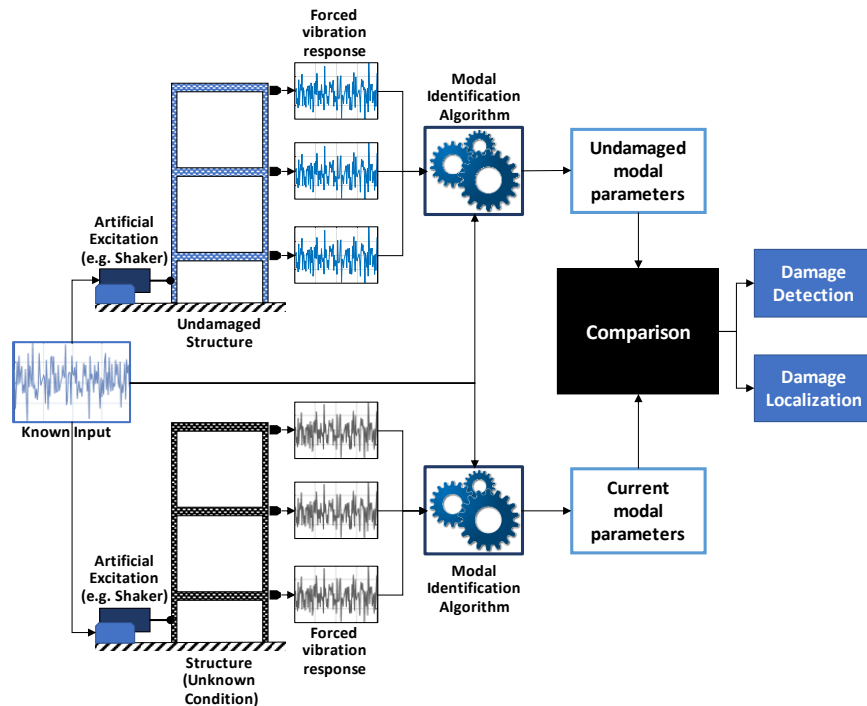 Forced
vibration
response
Modal
Identification
Algorithm
Undamaged
modal
parameters
Artificial
Excitation
(e.g. Shaker)
Damage
Detection
Undamaged
Structure
Comparison
Damage
Localization
Known Input
Current
modal
parameters
Artificial
Excitation
(e.g. Shaker)
Modal
Identification
Algorithm
Forced
vibration
response
Structure
(Unknown
Condition)